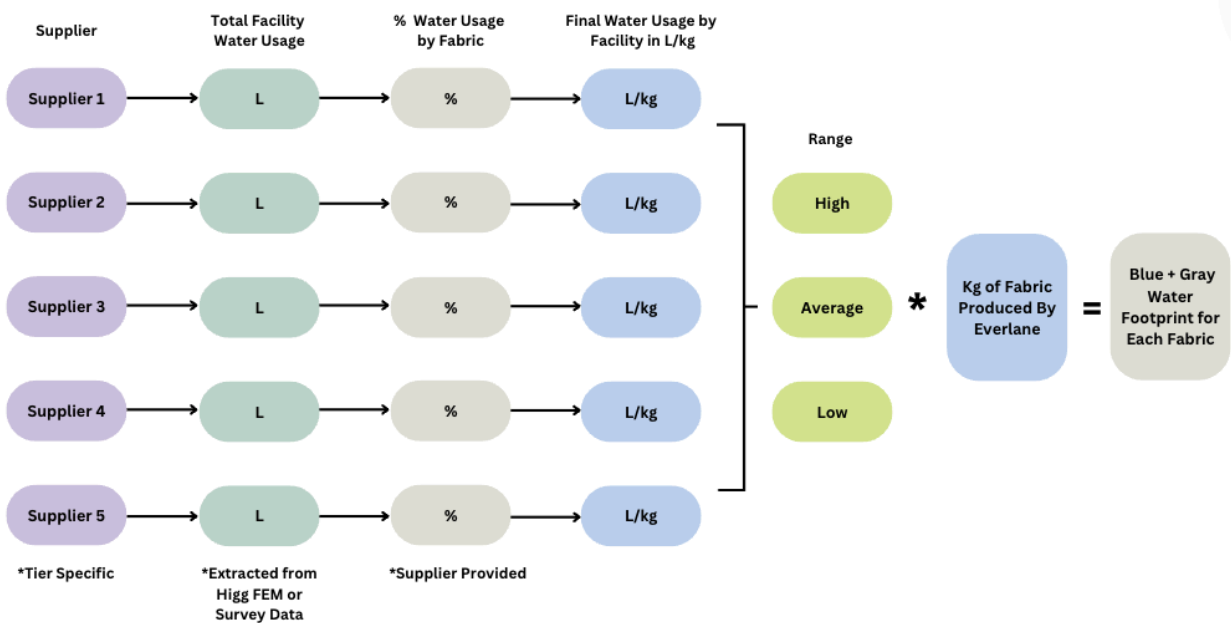 Supplier
Total Facility
Water Usage
% Water Usage
by Fabric
Final Water Usage by
Facility in L/kg
Supplier 1
L
%
L/kg
Range
Supplier 2
L
%
L/kg
High
Supplier 3
L
%
L/kg
Average
*
Kg of Fabric
Produced By
Everlane
=
Blue + Gray
Water
Footprint for
Each Fabric
Supplier 4
L
%
L/kg
Low
Supplier 5
L
%
L/kg
*Tier Specific
*Extracted from
Higg FEM or
Survey Data
*Supplier Provided